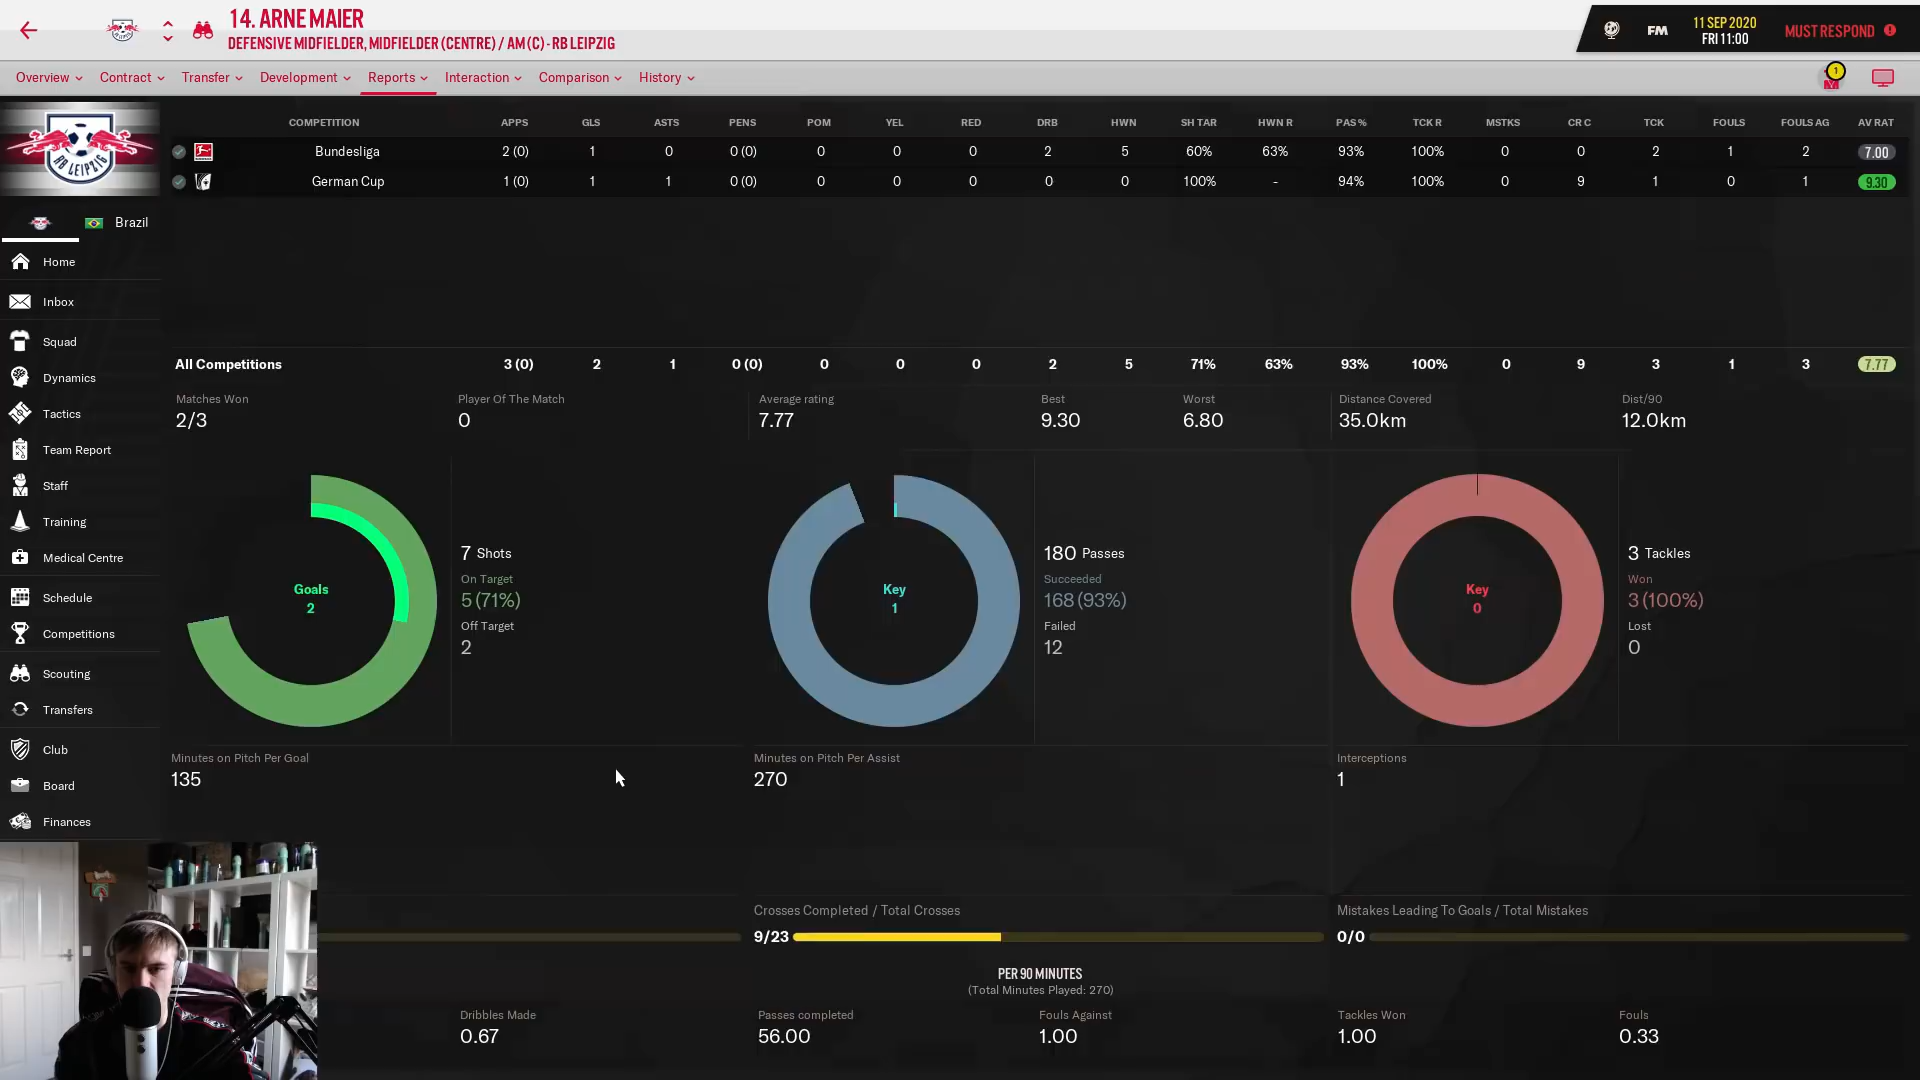 14. ARNE MAIER
DEFENSIVE MIDFIELDER, MIDFIELDER (CENTRE) / AM (C) - RB LEIPZIG
FM
11 SEP 2020
FRI 11:00
MUST RESPOND
Overview Contract Transfer Development Reports Interaction Comparison History
1
RB LEIPZIG
Brazil
Home
Inbox
Squad
Dynamics
Tactics
Team Report
Staff
Training
Medical Centre
Schedule
Competitions
Scouting
Transfers
Club
Board
Finances
COMPETITION APPS GLS ASTS PENS POM YEL RED DRB HWN SH TAR HWN R PAS % TCK R MSTKS CR C TCK FOULS FOULS AG AV RAT
Bundesliga 2 (0) 1 0 0 (0) 0 0 0 2 5 60% 63% 93% 100% 0 0 2 1 2 7.00
German Cup 1 (0) 1 1 0 (0) 0 0 0 0 0 100% - 94% 100% 0 9 1 0 1 9.30
All Competitions 3 (0) 2 1 0 (0) 0 0 0 2 5 71% 63% 93% 100% 0 9 3 1 3 7.77
Matches Won Player Of The Match Average rating Best Worst Distance Covered Dist/90
2/3 0 7.77 9.30 6.80 35.0km 12.0km
Goals
2
7 Shots
On Target
5 (71%)
Off Target
2
Key
1
180 Passes
Succeeded
168 (93%)
Failed
12
Key
0
3 Tackles
Won
3 (100%)
Lost
0
Minutes on Pitch Per Goal
135
Minutes on Pitch Per Assist
270
Interceptions
1
Crosses Completed / Total Crosses
9/23
Mistakes Leading To Goals / Total Mistakes
0/0
PER 90 MINUTES
(Total Minutes Played: 270)
Dribbles Made Passes completed Fouls Against Tackles Won Fouls
0.67 56.00 1.00 1.00 0.33